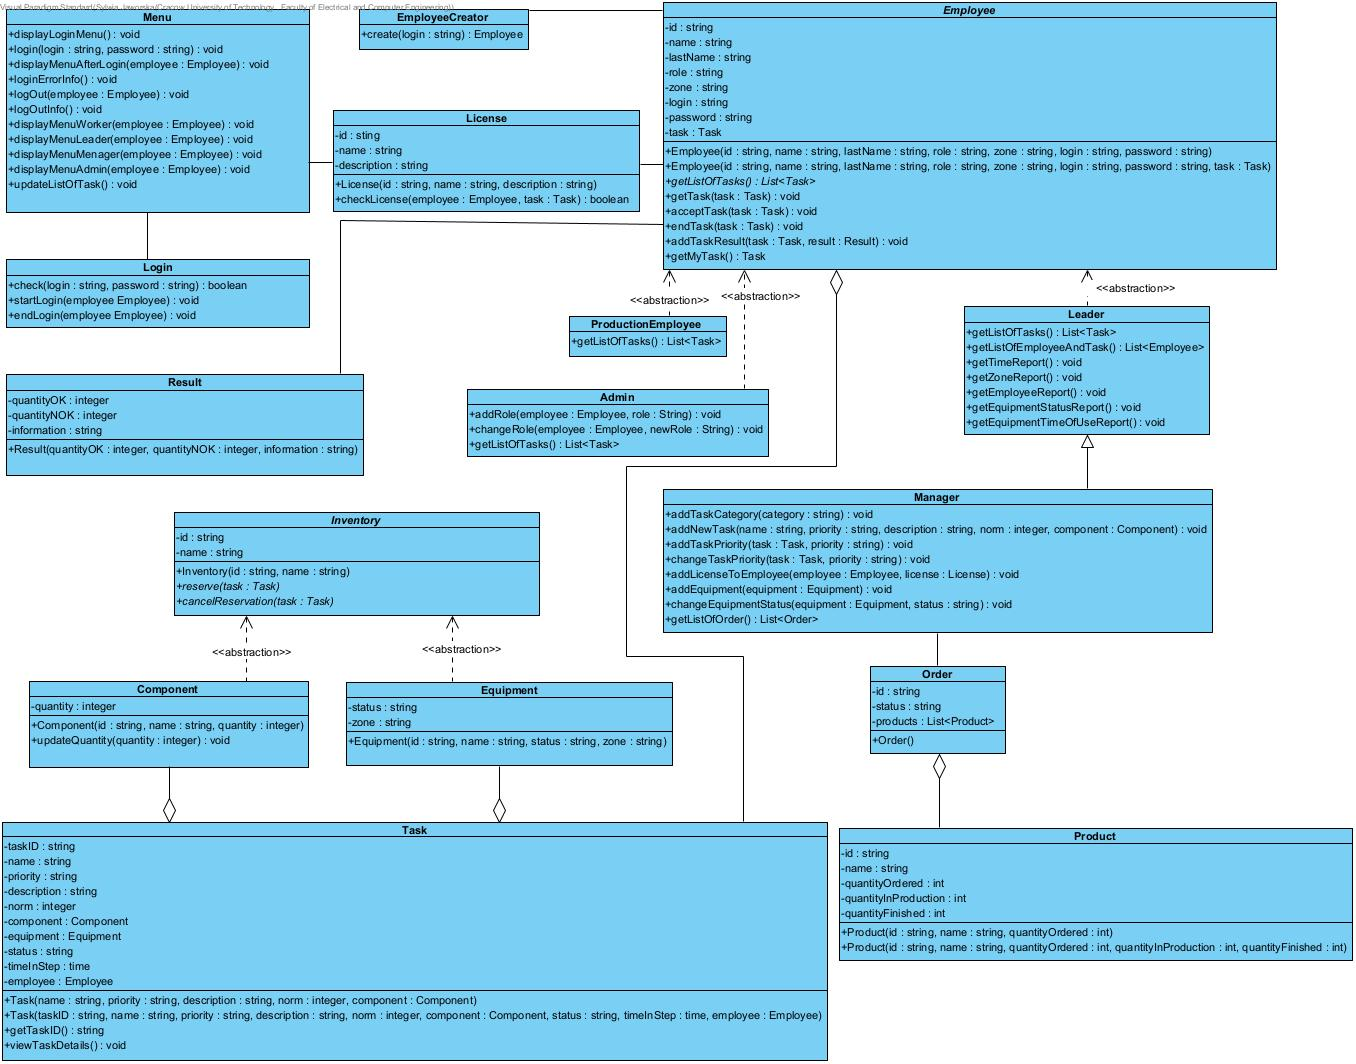 Visual Paradigm Standard(Sylwia Jaworska(Cracow University of Technology - Faculty of Electrical and Computer Engineering))
Menu
+displayLoginMenu() : void
+login(login : string, password : string) : void
+displayMenuAfterLogin(employee : Employee) : void
+loginErrorInfo() : void
+logOut(employee : Employee) : void
+logOutInfo() : void
+displayMenuWorker(employee : Employee) : void
+displayMenuLeader(employee : Employee) : void
+displayMenuMenager(employee : Employee) : void
+displayMenuAdmin(employee : Employee) : void
+updateListOfTask() : void
EmployeeCreator
+create(login : string) : Employee
License
-id : sting
-name : string
-description : string
+License(id : string, name : string, description : string)
+checkLicense(employee : Employee, task : Task) : boolean
Employee
-id : string
-name : string
-lastName : string
-role : string
-zone : string
-login : string
-password : string
-task : Task
+Employee(id : string, name : string, lastName : string, role : string, zone : string, login : string, password : string)
+Employee(id : string, name : string, lastName : string, role : string, zone : string, login : string, password : string, task : Task)
+getListOfTasks() : List<Task>
+getTask(task : Task) : void
+acceptTask(task : Task) : void
+endTask(task : Task) : void
+addTaskResult(task : Task, result : Result) : void
+getMyTask() : Task
Login
+check(login : string, password : string) : boolean
+startLogin(employee Employee) : void
+endLogin(employee Employee) : void
<<abstraction>>
<<abstraction>>
<<abstraction>>
ProductionEmployee
+getListOfTasks() : List<Task>
Leader
+getListOfTasks() : List<Task>
+getListOfEmployeeAndTask() : List<Employee>
+getTimeReport() : void
+getZoneReport() : void
+getEmployeeReport() : void
+getEquipmentStatusReport() : void
+getEquipmentTimeOfUseReport() : void
Result
-quantityOK : integer
-quantityNOK : integer
-information : string
+Result(quantityOK : integer, quantityNOK : integer, information : string)
Admin
+addRole(employee : Employee, role : String) : void
+changeRole(employee : Employee, newRole : String) : void
+getListOfTasks() : List<Task>
Manager
+addTaskCategory(category : string) : void
+addNewTask(name : string, priority : string, description : string, norm : integer, component : Component) : void
+addTaskPriority(task : Task, priority : string) : void
+changeTaskPriority(task : Task, priority : string) : void
+addLicenseToEmployee(employee : Employee, license : License) : void
+addEquipment(equipment : Equipment) : void
+changeEquipmentStatus(equipment : Equipment, status : string) : void
+getListOfOrder() : List<Order>
Inventory
-id : string
-name : string
+Inventory(id : string, name : string)
+reserve(task : Task)
+cancelReservation(task : Task)
<<abstraction>>
<<abstraction>>
Component
-quantity : integer
+Component(id : string, name : string, quantity : integer)
+updateQuantity(quantity : integer) : void
Equipment
-status : string
-zone : string
+Equipment(id : string, name : string, status : string, zone : string)
Order
-id : string
-status : string
-products : List<Product>
+Order()
Task
-taskID : string
-name : string
-priority : string
-description : string
-norm : integer
-component : Component
-equipment : Equipment
-status : string
-timeInStep : time
-employee : Employee
+Task(name : string, priority : string, description : string, norm : integer, component : Component)
+Task(taskID : string, name : string, priority : string, description : string, norm : integer, component : Component, status : string, timeInStep : time, employee : Employee)
+getTaskID() : string
+viewTaskDetails() : void
Product
-id : string
-name : string
-quantityOrdered : int
-quantityInProduction : int
-quantityFinished : int
+Product(id : string, name : string, quantityOrdered : int)
+Product(id : string, name : string, quantityOrdered : int, quantityInProduction : int, quantityFinished : int)